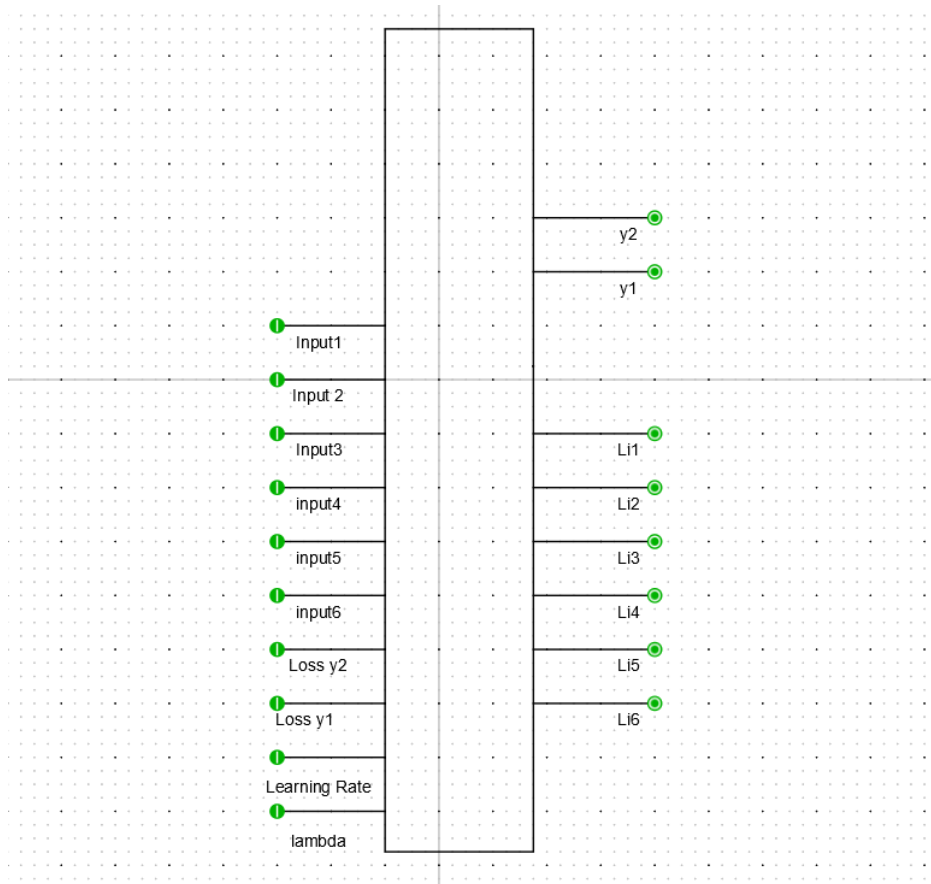 y2
y1
Input1
Input 2
Input3
Li1
input4
Li2
input5
Li3
input6
Li4
Loss y2
Li5
Loss y1
Li6
Learning Rate
lambda